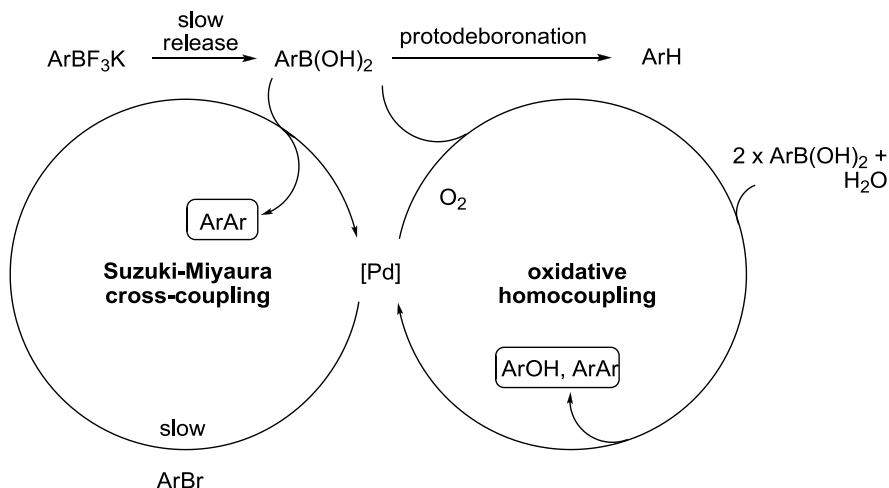 slow
release
protodeboronation
ArBF3K
ArB(OH)2
ArH
2 x ArB(OH)2 +
H2O
O2
ArAr
Suzuki-Miyaura
cross-coupling
[Pd]
oxidative
homocoupling
ArOH, ArAr
slow
ArBr